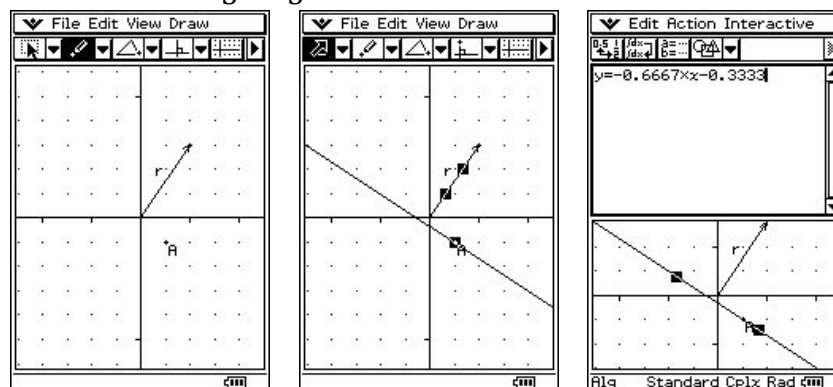 File Edit View Draw
r
A
File Edit View Draw
r
A
Edit Action Interactive
y=-0.6667×x-0.3333
r
A
Alg Standard Cplx Rad